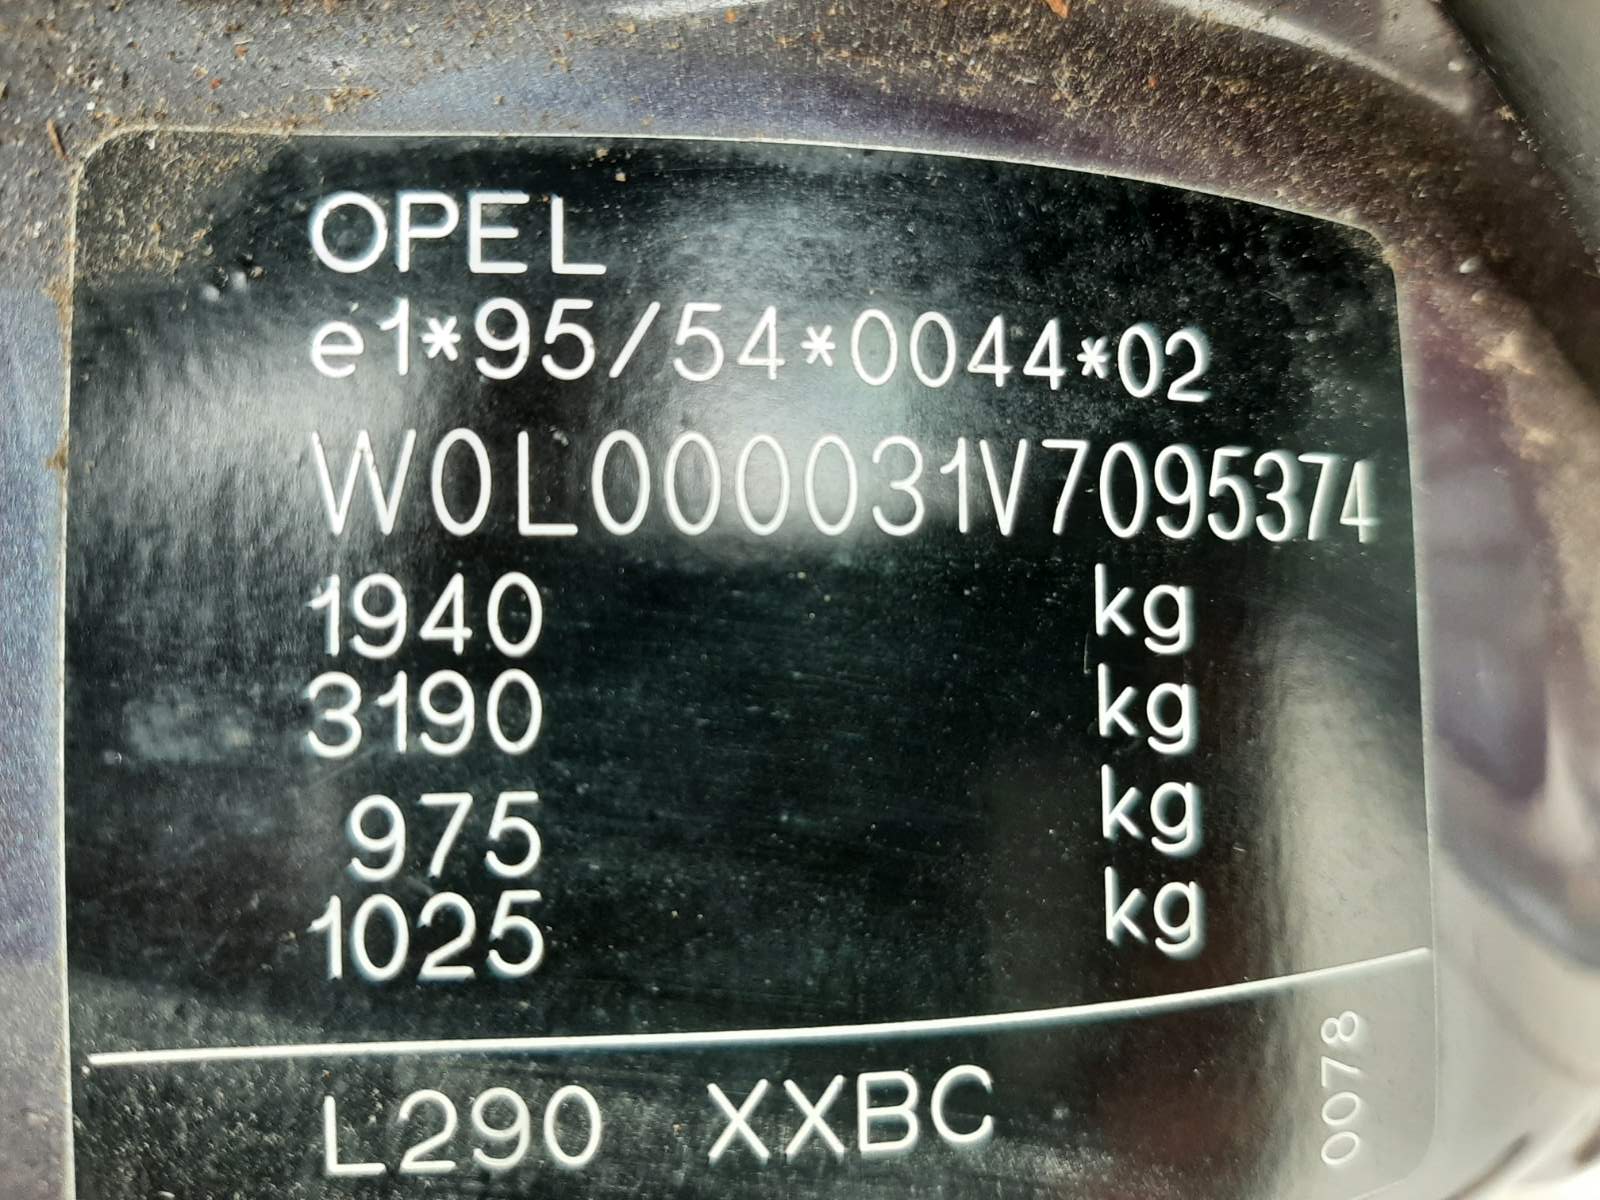 OPEL
e1*95/54*0044*02
W0L000031V7095374
1940 kg
3190 kg
975 kg
1025 kg
L290 XXBC
0078